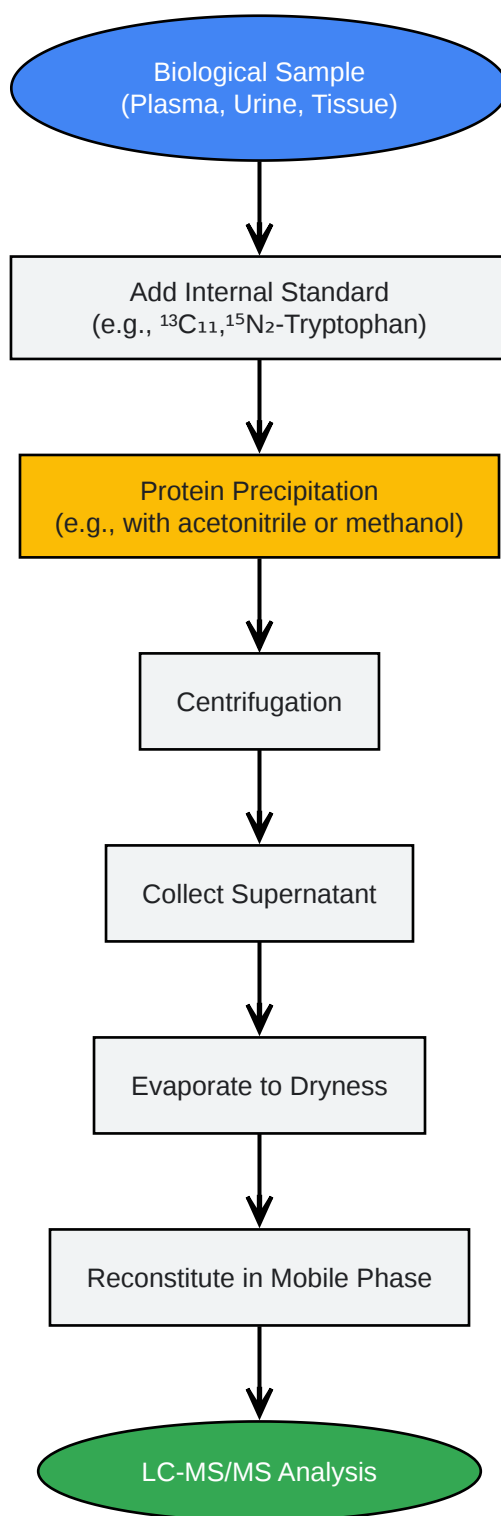 Biological Sample
(Plasma, Urine, Tissue)
Add Internal Standard
(e.g., ¹³C₁₁,¹⁵N₂-Tryptophan)
Protein Precipitation
(e.g., with acetonitrile or methanol)
Centrifugation
Collect Supernatant
Evaporate to Dryness
Reconstitute in Mobile Phase
LC-MS/MS Analysis